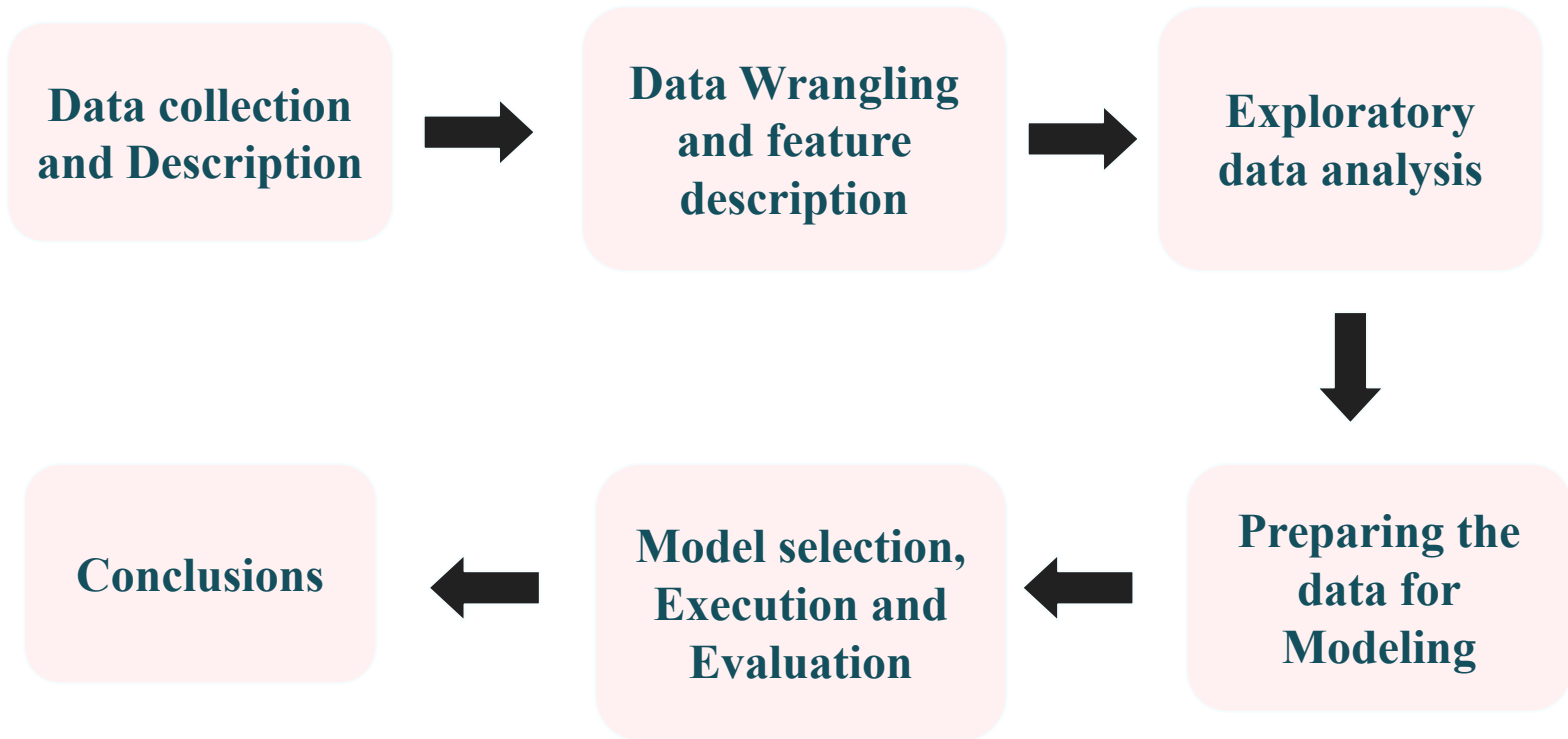 Data collection
and Description
Data Wrangling
and feature
description
Exploratory
data analysis
Preparing the
data for
Modeling
Model selection,
Execution and
Evaluation
Conclusions